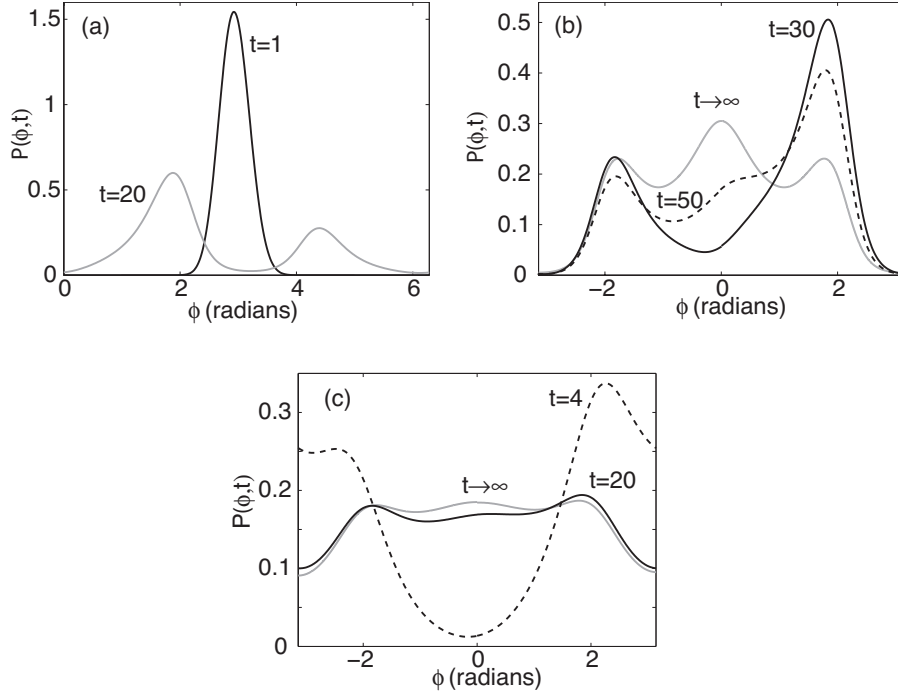 (a)
1.5
1
0.5
0
P(ϕ,t)
t=1
t=20
0
2
4
6
ϕ (radians)
(b)
0.5
0.4
0.3
0.2
0.1
0
P(ϕ,t)
t=30
t→∞
t=50
−2
0
2
ϕ (radians)
(c)
0.3
0.2
0.1
0
P(ϕ,t)
t=4
t→∞
t=20
−2
0
2
ϕ (radians)